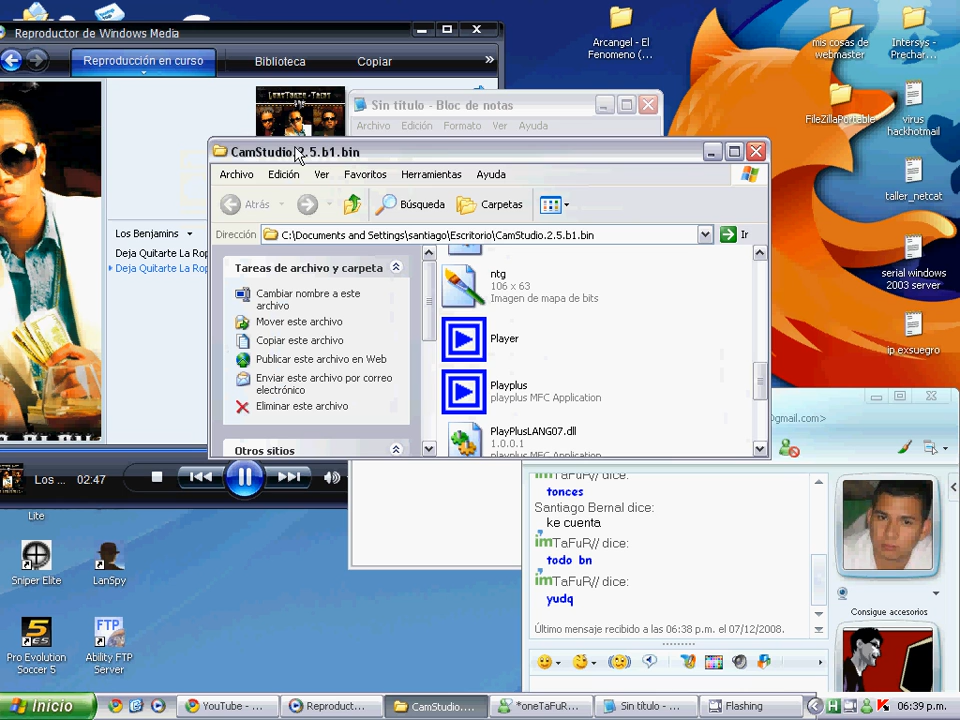 Reproductor de Windows Media
Reproducción en curso
Biblioteca
Copiar
»
Los Benjamins
Deja Quitarte La Rop
Deja Quitarte La Rop
Los ...
02:47
Sin título - Bloc de notas
Archivo Edición Formato Ver Ayuda
CamStudio.2.5.b1.bin
Archivo Edición Ver Favoritos Herramientas Ayuda
Atrás
Búsqueda
Carpetas
Dirección
C:\Documents and Settings\santiago\Escritorio\CamStudio.2.5.b1.bin
Ir
Tareas de archivo y carpeta
Cambiar nombre a este
archivo
Mover este archivo
Copiar este archivo
Publicar este archivo en Web
Enviar este archivo por correo
electrónico
Eliminar este archivo
Otros sitios
ntg
106 x 63
Imagen de mapa de bits
Player
Playplus
playplus MFC Application
PlayPlusLANG07.dll
1.0.0.1
playplus MFC Application
Arcangel - El
Fenomeno (...
mis cosas de
webmaster
Intersys -
Prechar...
FileZillaPortable
virus
hackhotmail
taller_netcat
serial windows
2003 server
ip exsuegro
@gmail.com>
imTaFuR// dice:
tonces
Santiago Bernal dice:
ke cuenta
imTaFuR// dice:
todo bn
imTaFuR// dice:
yudq
Último mensaje recibido a las 06:38 p.m. el 07/12/2008.
Consigue accesorios
Lite
Sniper Elite
LanSpy
5
Pro Evolution
Soccer 5
FTP
Ability FTP
Server
Inicio
YouTube - ...
Reproduct...
CamStudio....
*oneTaFuR...
Sin título - ...
Flashing
06:39 p.m.